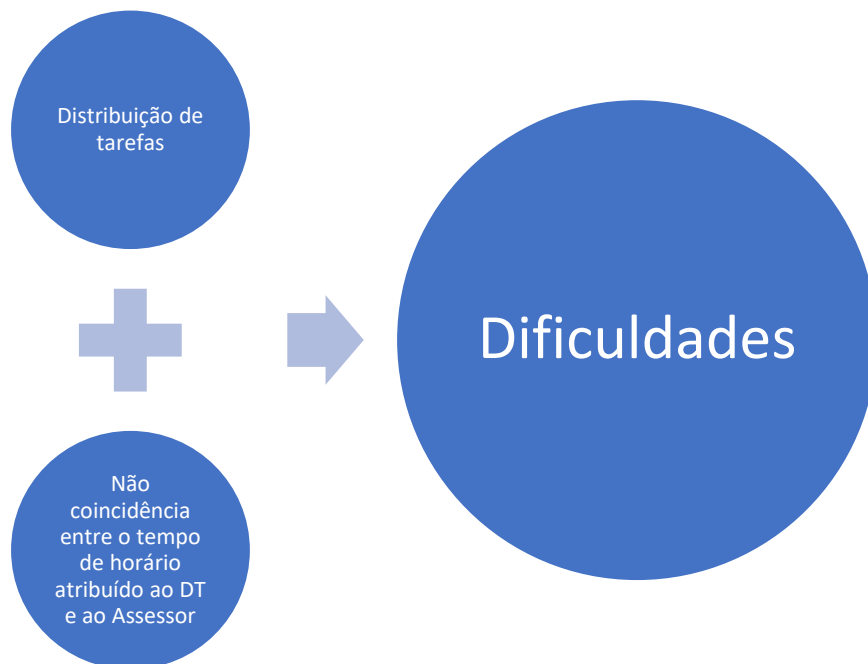 Distribuição de
tarefas
Não
coincidência
entre o tempo
de horário
atribuído ao DT
e ao Assessor
Dificuldades